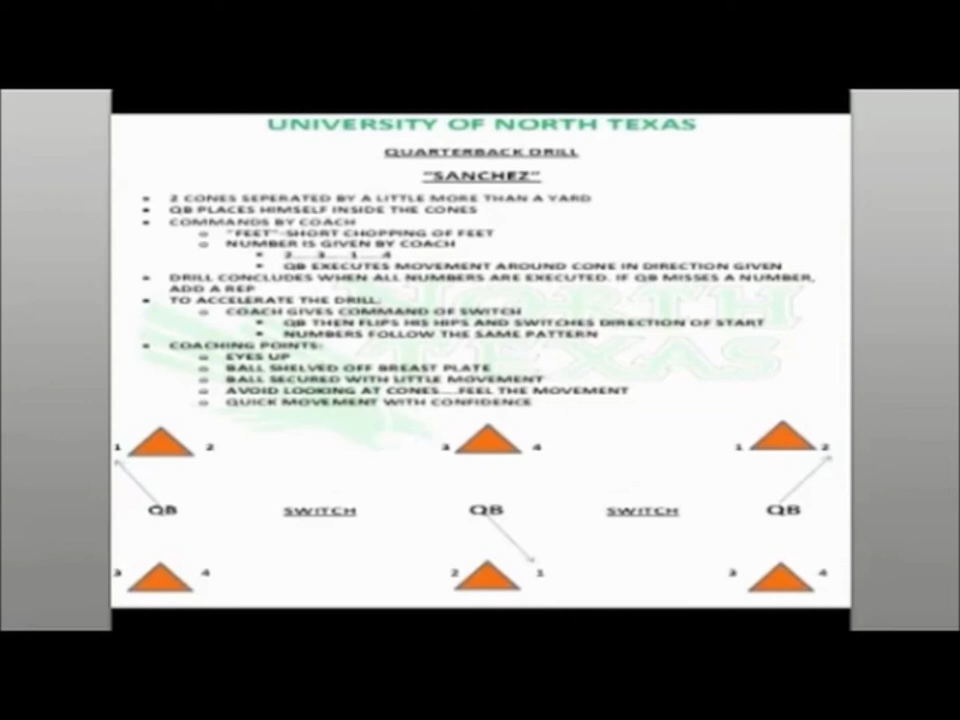 UNIVERSITY OF NORTH TEXAS
QUARTERBACK DRILL
"SANCHEZ"
• 2 CONES SEPERATED BY A LITTLE MORE THAN A YARD
• QB PLACES HIMSELF INSIDE THE CONES
• COMMANDS BY COACH
o "FEET"-SHORT CHOPPING OF FEET
o NUMBER IS GIVEN BY COACH
▪ 2.....3.....1.....4
▪ QB EXECUTES MOVEMENT AROUND CONE IN DIRECTION GIVEN
• DRILL CONCLUDES WHEN ALL NUMBERS ARE EXECUTED. IF QB MISSES A NUMBER,
ADD A REP
• TO ACCELERATE THE DRILL:
o COACH GIVES COMMAND OF SWITCH
▪ QB THEN FLIPS HIS HIPS AND SWITCHES DIRECTION OF START
▪ NUMBERS FOLLOW THE SAME PATTERN
• COACHING POINTS:
o EYES UP
o BALL SHELVED OFF BREAST PLATE
o BALL SECURED WITH LITTLE MOVEMENT
o AVOID LOOKING AT CONES....FEEL THE MOVEMENT
o QUICK MOVEMENT WITH CONFIDENCE
NORTH
TEXAS
1 2 3 4 1 2
QB SWITCH QB SWITCH QB
3 4 2 1 3 4